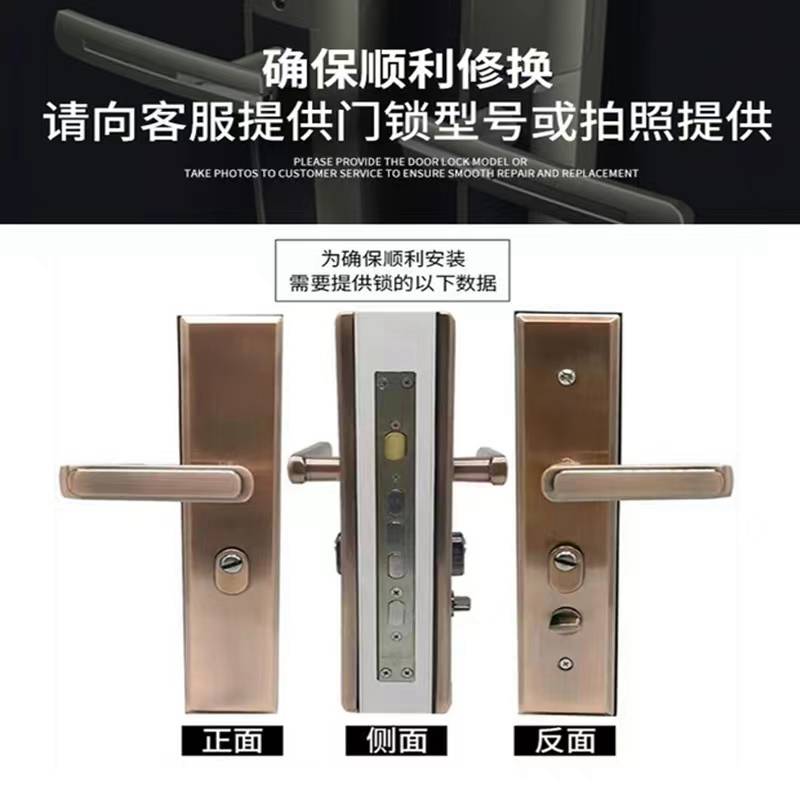 确保顺利修换
请向客服提供门锁型号或拍照提供
PLEASE PROVIDE THE DOOR LOCK MODEL OR
TAKE PHOTOS TO CUSTOMER SERVICE TO ENSURE SMOOTH REPAIR AND REPLACEMENT
为确保顺利安装
需要提供锁的以下数据
正面
侧面
反面